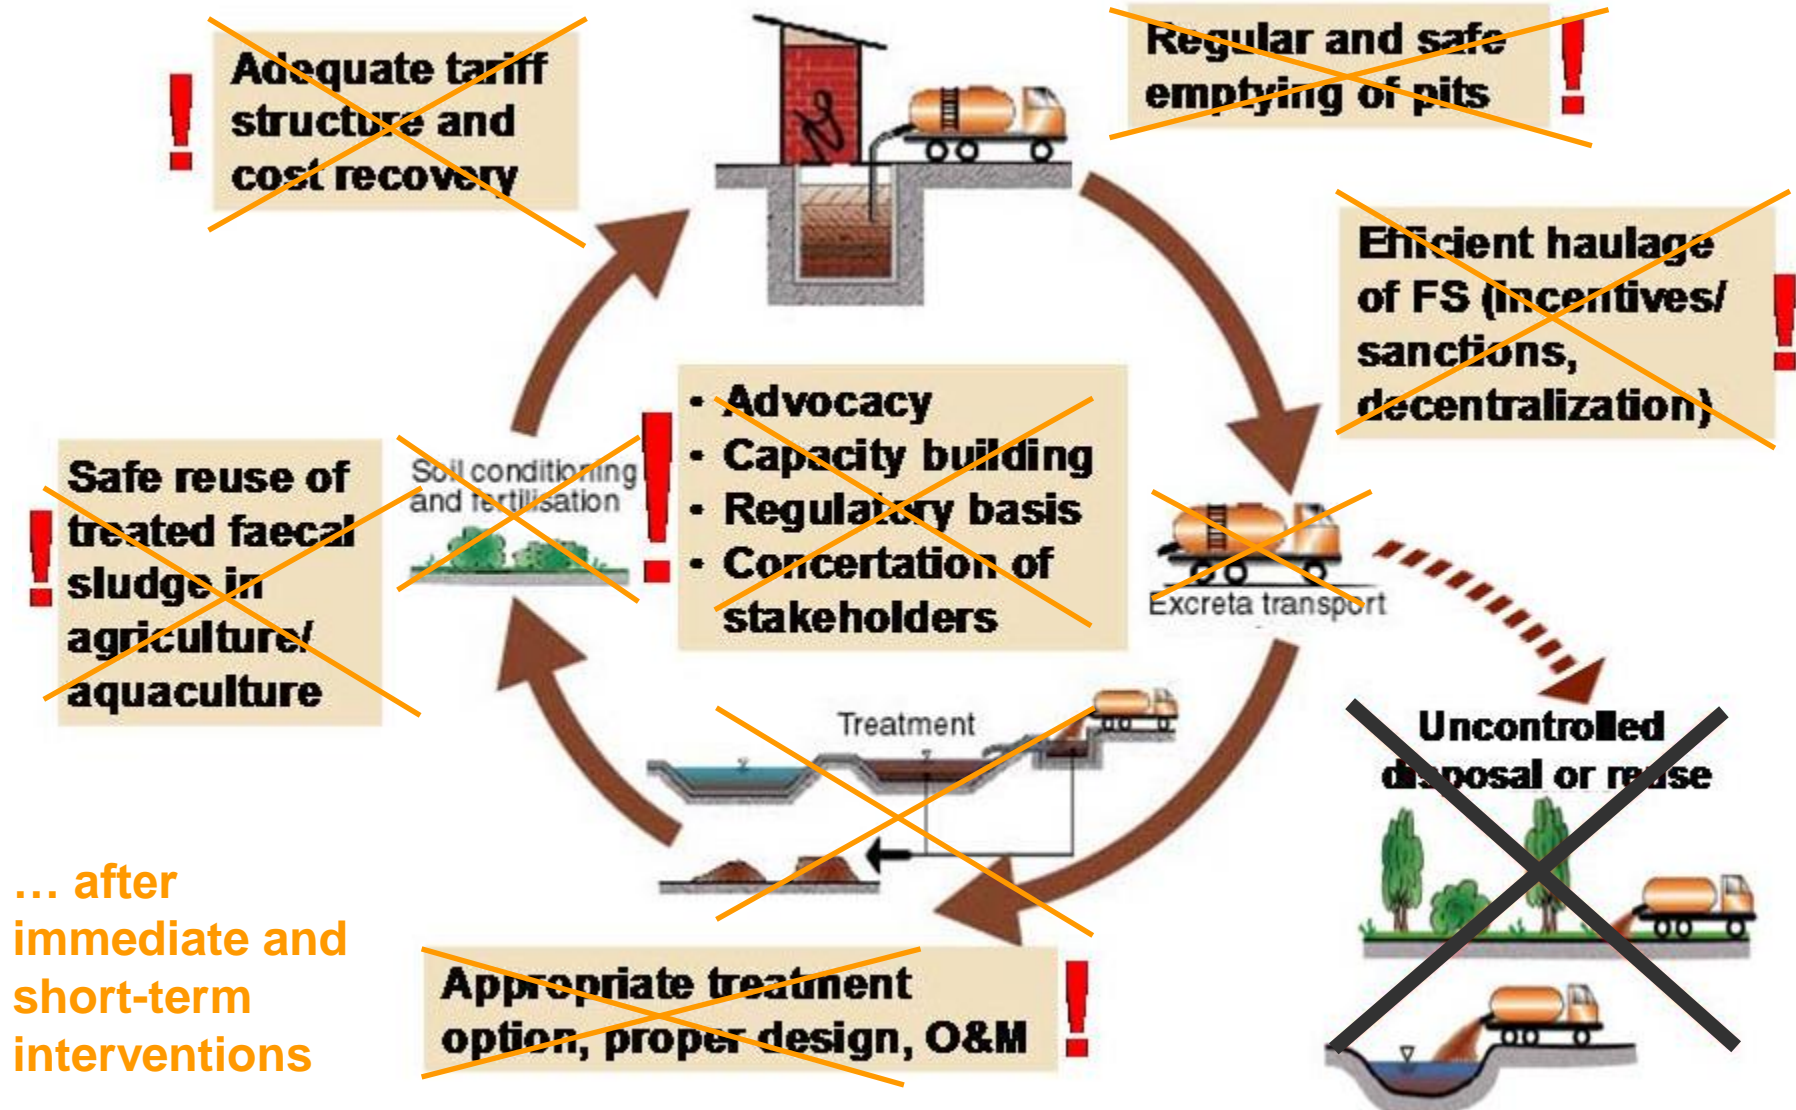 Adequate tariff
structure and
cost recovery
!
Regular and safe
emptying of pits
!
Efficient haulage
of FS (incentives/
sanctions,
decentralization)
!
• Advocacy
• Capacity building
• Regulatory basis
• Concertation of
stakeholders
!
Soil conditioning
and fertilisation
Safe reuse of
treated faecal
sludge in
agriculture/
aquaculture
!
Excreta transport
Treatment
Uncontrolled
disposal or reuse
… after
immediate and
short-term
interventions
Appropriate treatment
option, proper design, O&M
!